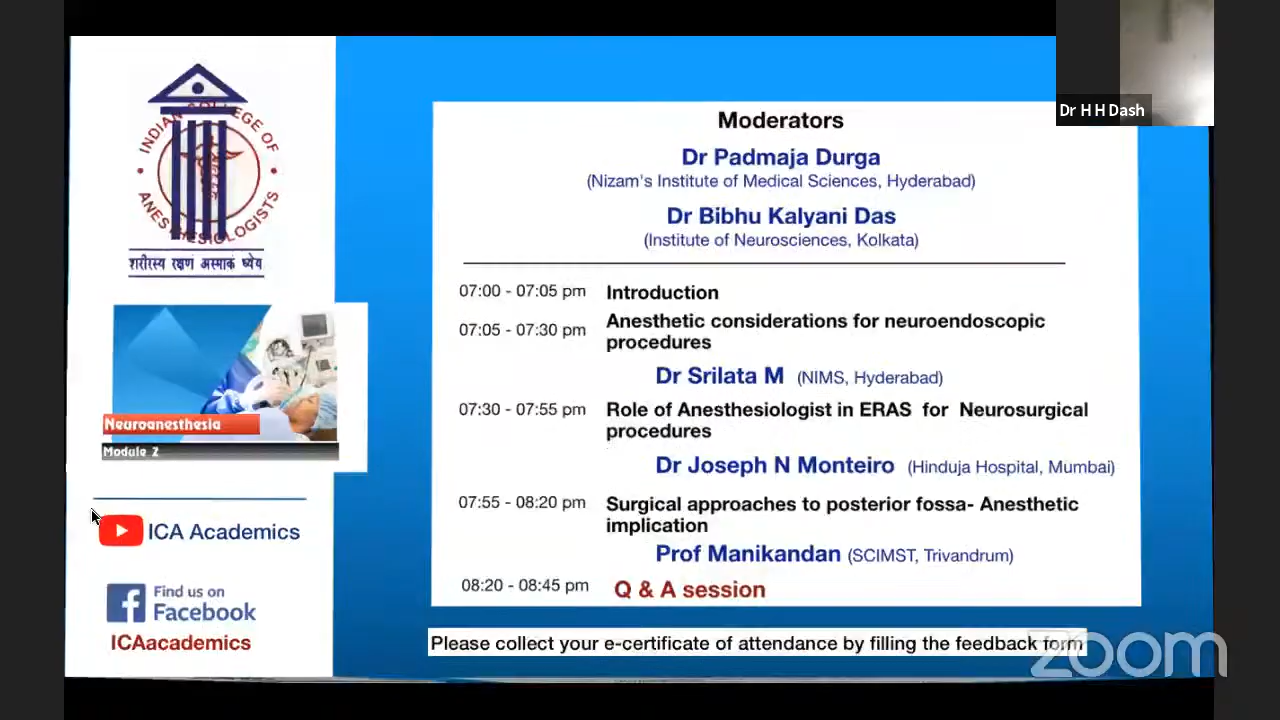 INDIAN COLLEGE OF
ANESTHESIOLOGISTS
शरीरस्य रक्षणं अस्माकं ध्येय
Neuroanesthesia
Module 2
ICA Academics
Find us on
Facebook
ICAacademics
Dr H H Dash
Moderators
Dr Padmaja Durga
(Nizam's Institute of Medical Sciences, Hyderabad)
Dr Bibhu Kalyani Das
(Institute of Neurosciences, Kolkata)
07:00 - 07:05 pm Introduction
07:05 - 07:30 pm Anesthetic considerations for neuroendoscopic
procedures
Dr Srilata M (NIMS, Hyderabad)
07:30 - 07:55 pm Role of Anesthesiologist in ERAS for Neurosurgical
procedures
Dr Joseph N Monteiro (Hinduja Hospital, Mumbai)
07:55 - 08:20 pm Surgical approaches to posterior fossa- Anesthetic
implication
Prof Manikandan (SCIMST, Trivandrum)
08:20 - 08:45 pm Q & A session
Please collect your e-certificate of attendance by filling the feedback form
zoom